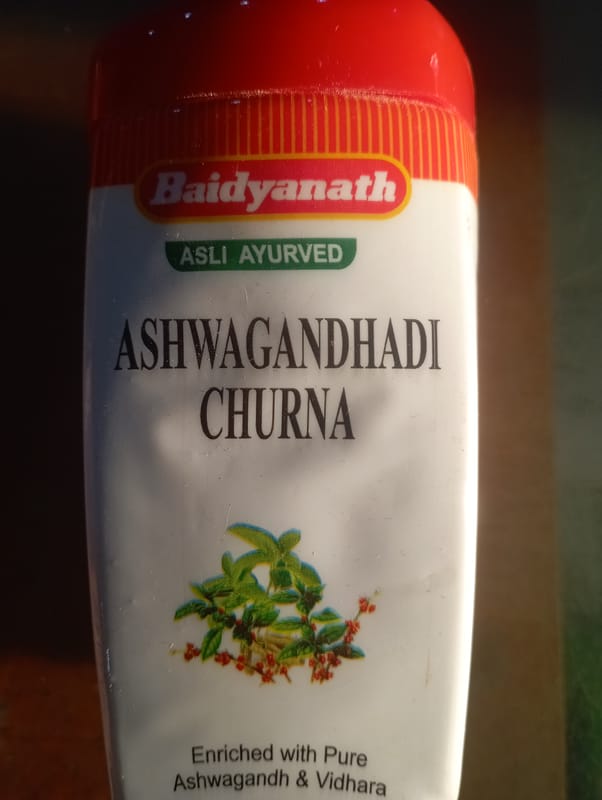 Baidyanath
ASLI AYURVED
ASHWAGANDHADI
CHURNA
Enriched with Pure
Ashwagandh & Vidhara